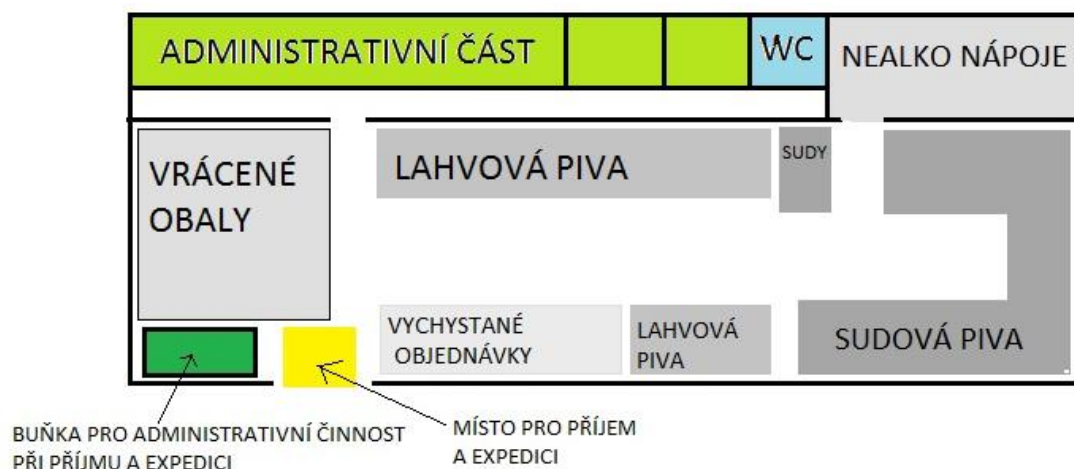 ADMINISTRATIVNÍ ČÁST
WC
NEALKO NÁPOJE
VRÁCENÉ
OBALY
LAHVOVÁ PIVA
SUDY
VYCHYSTANÉ
OBJEDNÁVKY
LAHVOVÁ
PIVA
SUDOVÁ PIVA
BUŇKA PRO ADMINISTRATIVNÍ ČINNOST
PŘI PŘÍJMU A EXPEDICI
MÍSTO PRO PŘÍJEM
A EXPEDICI